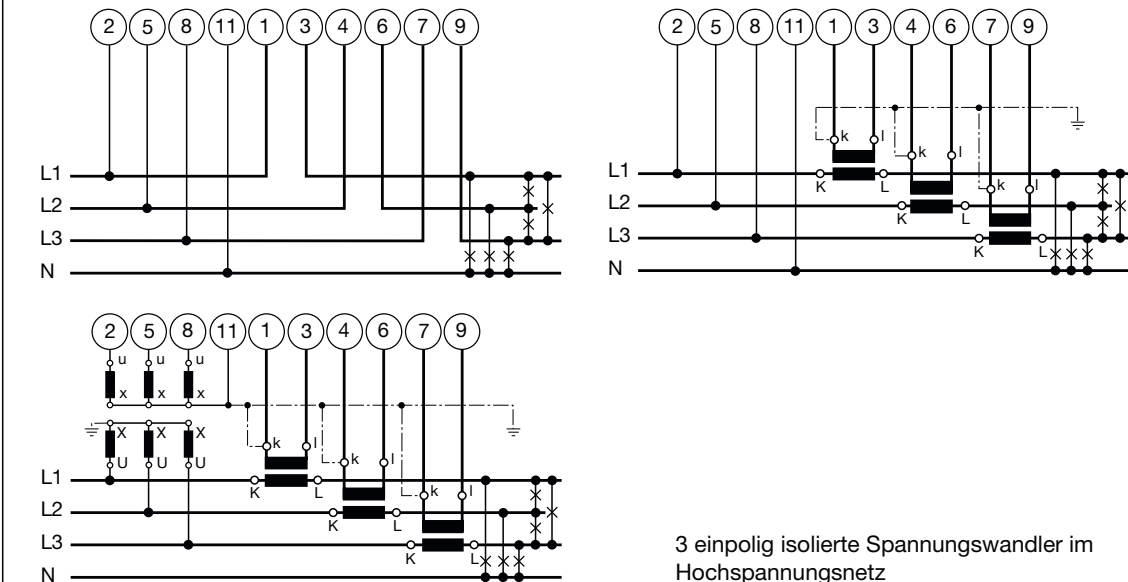 2 5 8 11 1 3 4 6 7 9
k l
k l
L1
K L
k l
L2
K L
L3
K L
N
2 5 8 11 1 3 4 6 7 9
L1
L2
L3
N
2 5 8 11 1 3 4 6 7 9
u u u
x x x
X X X
k l
U U U
k l
L1
K L
k l
L2
K L
L3
K L
N
3 einpolig isolierte Spannungswandler im
Hochspannungsnetz